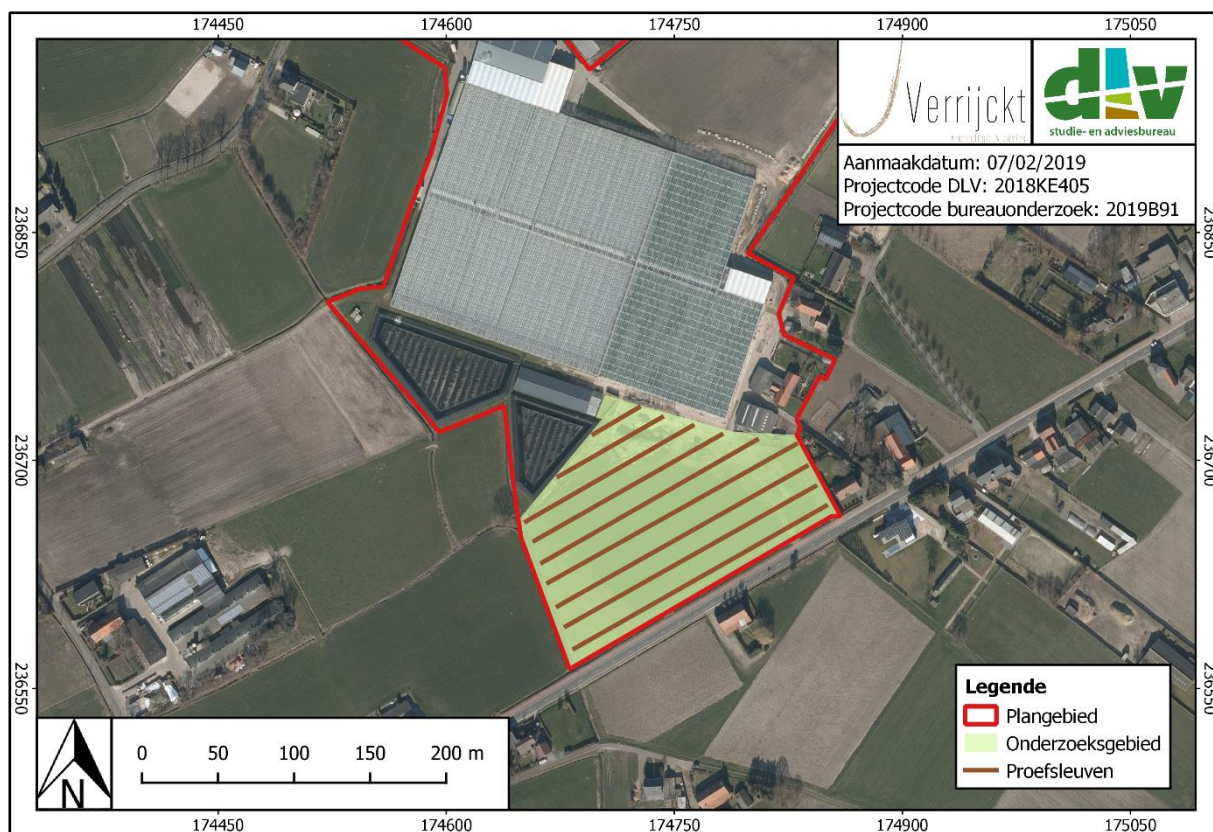 174450 174600 174750 174900 175050
Verrijckt
dlv
studie- en adviesbureau
Aanmaakdatum: 07/02/2019
Projectcode DLV: 2018KE405
Projectcode bureauonderzoek: 2019B91
236850 236850
236700 236700
236550 236550
Legende
Plangebied
Onderzoeksgebied
Proefsleuven
N
0 50 100 150 200 m
174450 174600 174750 174900 175050